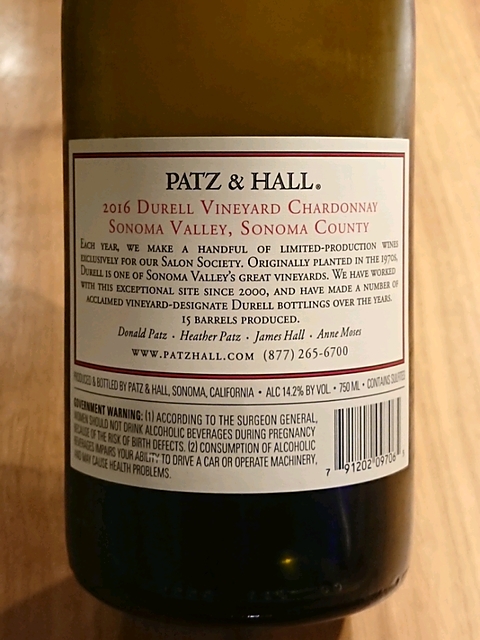 PATZ & HALL®
2016 DURELL VINEYARD CHARDONNAY
SONOMA VALLEY, SONOMA COUNTY
EACH YEAR, WE MAKE A HANDFUL OF LIMITED-PRODUCTION WINES
EXCLUSIVELY FOR OUR SALON SOCIETY. ORIGINALLY PLANTED IN THE 1970s,
DURELL IS ONE OF SONOMA VALLEY'S GREAT VINEYARDS. WE HAVE WORKED
WITH THIS EXCEPTIONAL SITE SINCE 2000, AND HAVE MADE A NUMBER OF
ACCLAIMED VINEYARD-DESIGNATE DURELL BOTTLINGS OVER THE YEARS.
15 BARRELS PRODUCED.
Donald Patz · Heather Patz · James Hall · Anne Moses
WWW.PATZHALL.COM (877) 265-6700
PRODUCED & BOTTLED BY PATZ & HALL, SONOMA, CALIFORNIA • ALC 14.2% BY VOL. • 750 ML • CONTAINS SULFITES
GOVERNMENT WARNING: (1) ACCORDING TO THE SURGEON GENERAL,
WOMEN SHOULD NOT DRINK ALCOHOLIC BEVERAGES DURING PREGNANCY
BECAUSE OF THE RISK OF BIRTH DEFECTS. (2) CONSUMPTION OF ALCOHOLIC
BEVERAGES IMPAIRS YOUR ABILITY TO DRIVE A CAR OR OPERATE MACHINERY,
AND MAY CAUSE HEALTH PROBLEMS.
7 91202 09706